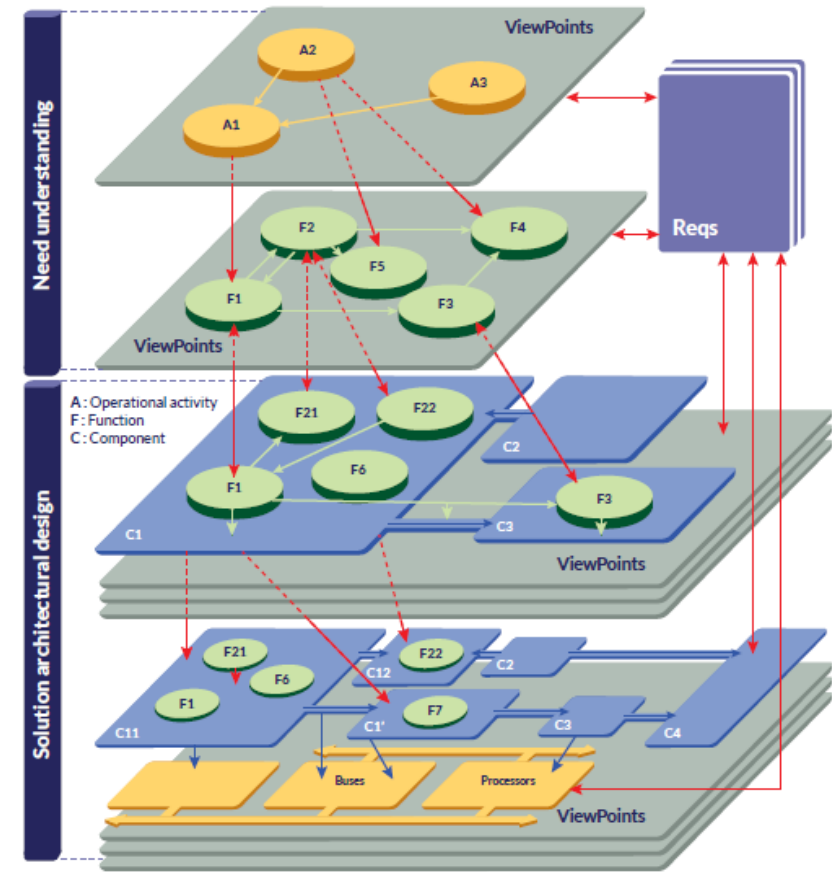 Need understanding
ViewPoints
A2
A3
A1
Reqs
F2
F4
F5
F1
F3
ViewPoints
Solution architectural design
A : Operational activity
F : Function
C : Component
F21
F22
C2
F6
F1
F3
C1
C3
ViewPoints
F21
F22
C2
F6
C12
F1
F7
C11
C1'
C3
C4
Buses
Processors
ViewPoints